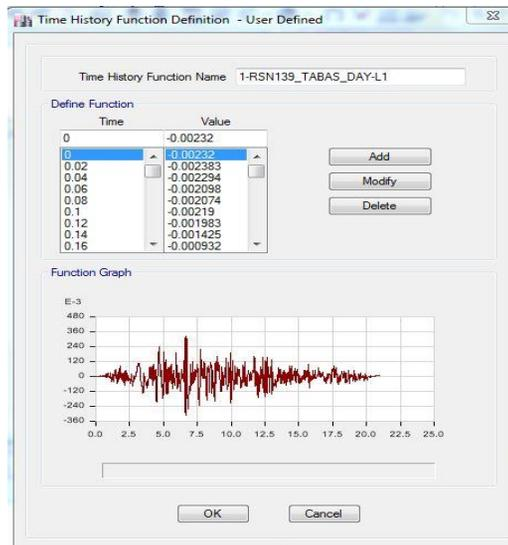 Time History Function Definition - User Defined
Time History Function Name 1-RSN139_TABAS_DAY-L1
Define Function
Time Value
0 -0.00232
0 -0.00232
0.02 -0.002383
0.04 -0.002294
0.06 -0.002098
0.08 -0.002074
0.1 -0.00219
0.12 -0.001983
0.14 -0.001425
0.16 -0.000932
Add
Modify
Delete
Function Graph
E-3
480
360
240
120
0
-120
-240
-360
0.0 2.5 5.0 7.5 10.0 12.5 15.0 17.5 20.0 22.5 25.0
OK Cancel